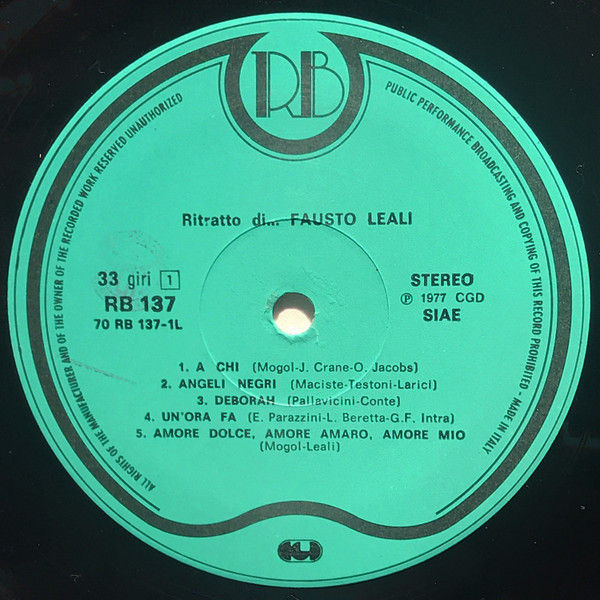 RB
ALL RIGHTS OF THE MANUFACTURER AND OF THE OWNER OF THE RECORDED WORK RESERVED UNAUTHORIZED
PUBLIC PERFORMANCE BROADCASTING AND COPYING OF THIS RECORD PROHIBITED - MADE IN ITALY
Ritratto di... FAUSTO LEALI
33 giri 1
RB 137
70 RB 137-1L
STEREO
℗ 1977 CGD
SIAE
1. A CHI (Mogol-J. Crane-O. Jacobs)
2. ANGELI NEGRI (Maciste-Testoni-Larici)
3. DEBORAH (Pallavicini-Conte)
4. UN'ORA FA (E. Parazzini-L. Beretta-G.F. Intra)
5. AMORE DOLCE, AMORE AMARO, AMORE MIO
(Mogol-Leali)